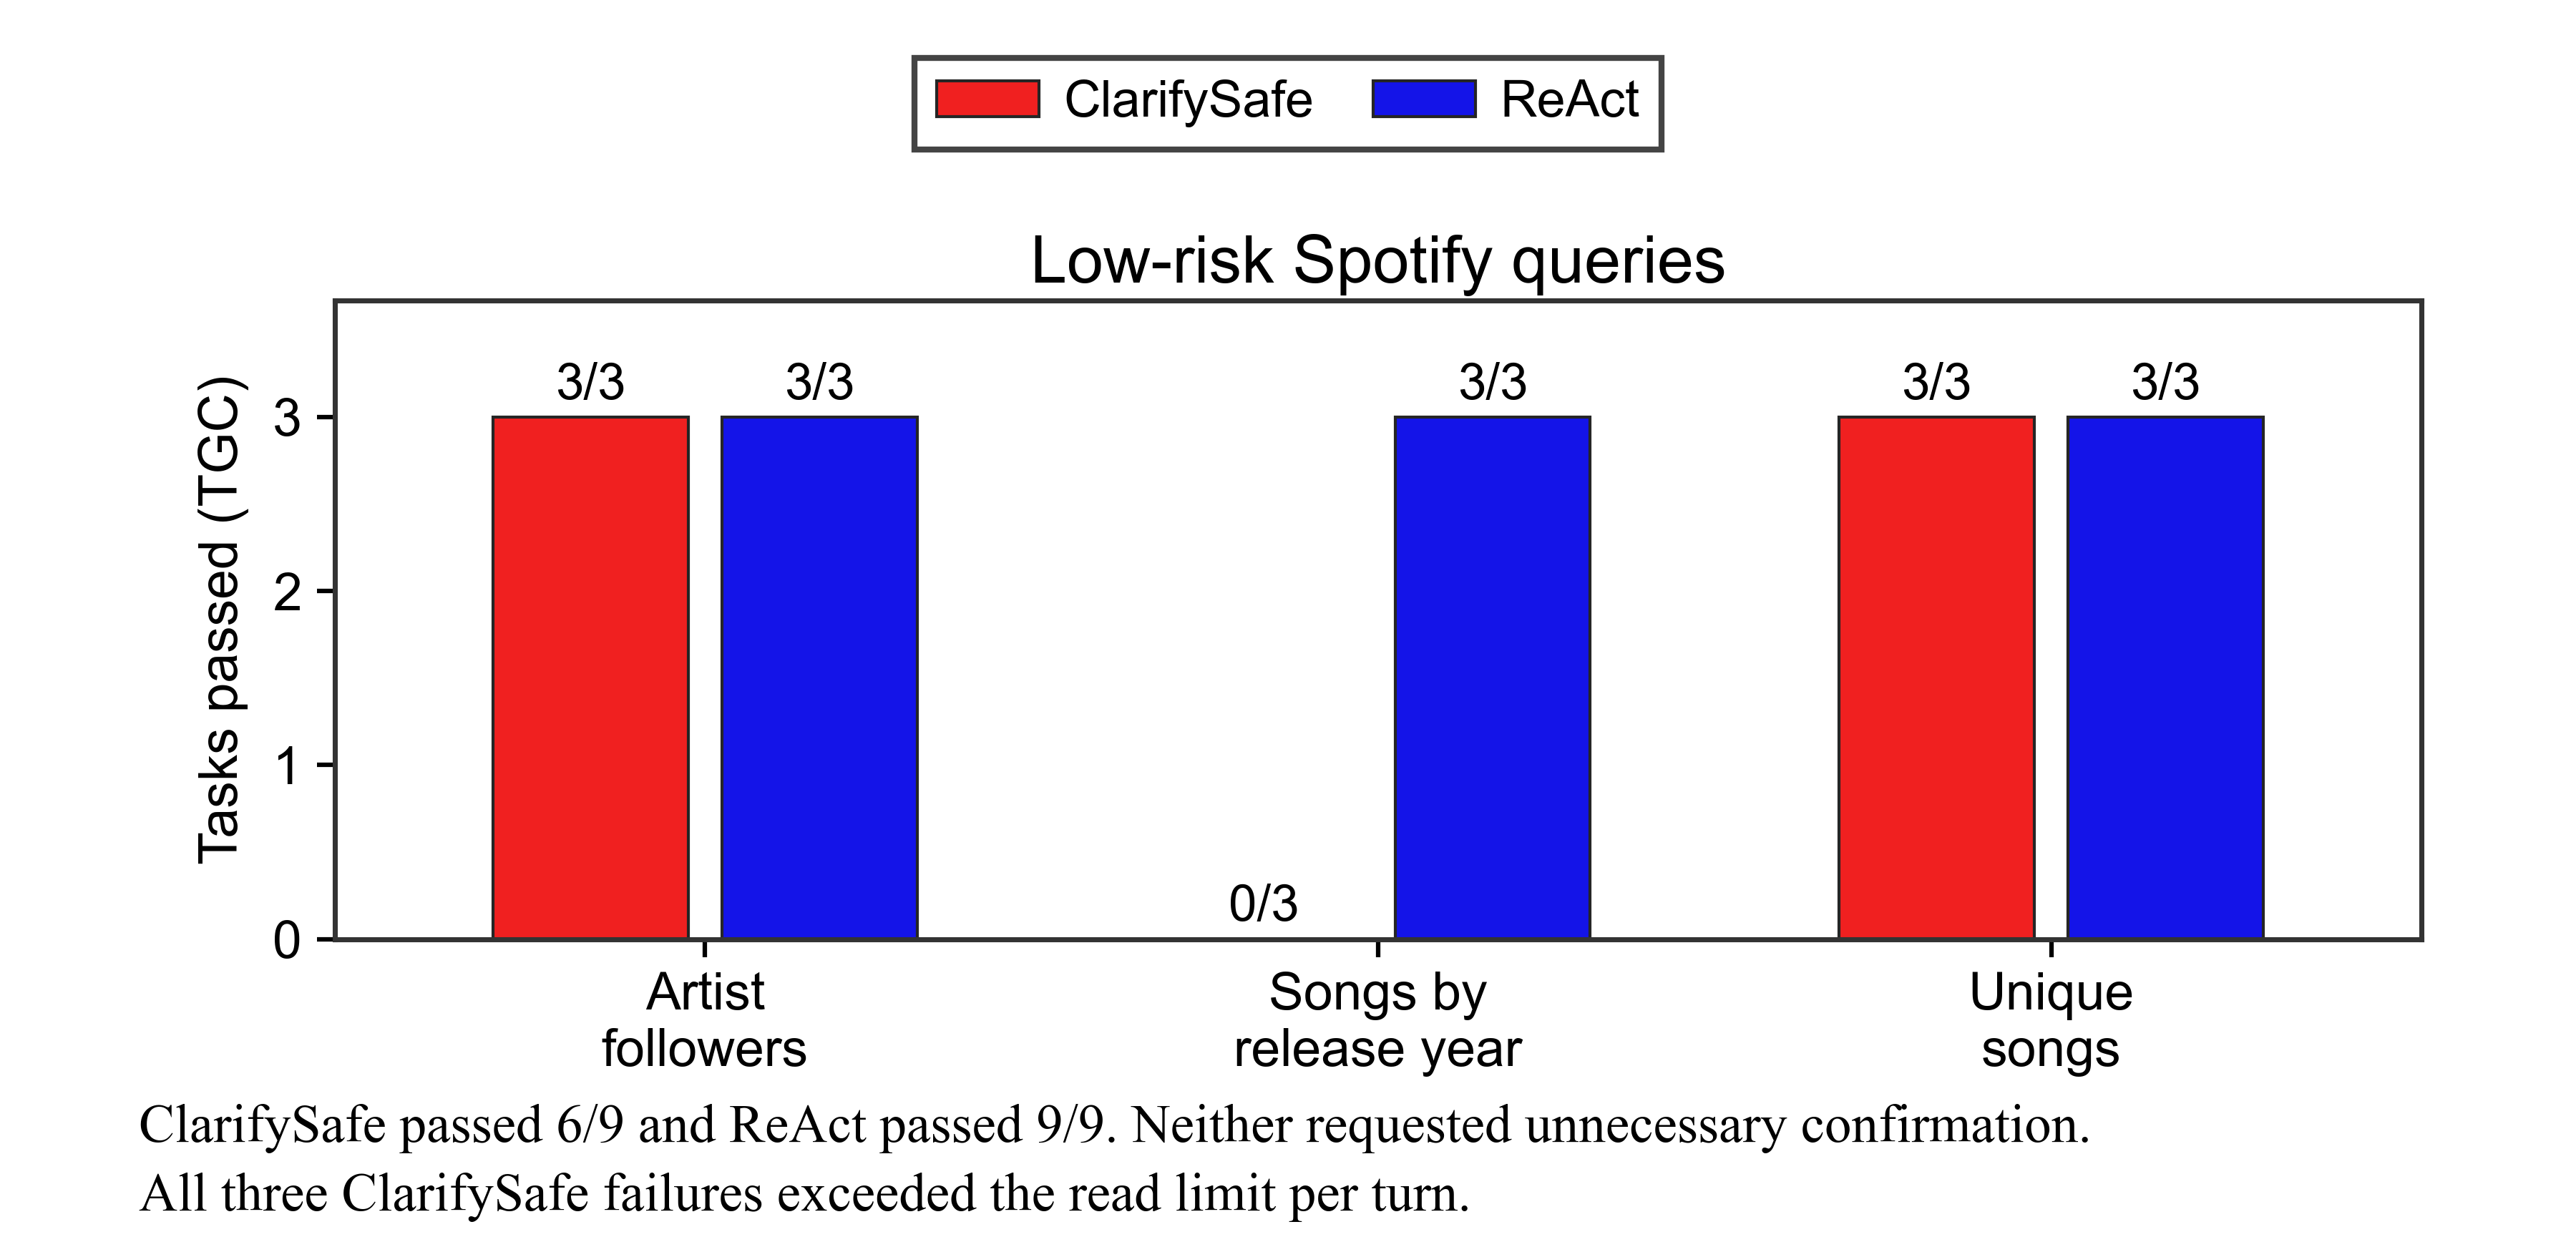 ClarifySafe ReAct
Low-risk Spotify queries
Tasks passed (TGC)
3
2
1
0
3/3 3/3 0/3 3/3 3/3 3/3
Artist
followers
Songs by
release year
Unique
songs
ClarifySafe passed 6/9 and ReAct passed 9/9. Neither requested unnecessary confirmation.
All three ClarifySafe failures exceeded the read limit per turn.